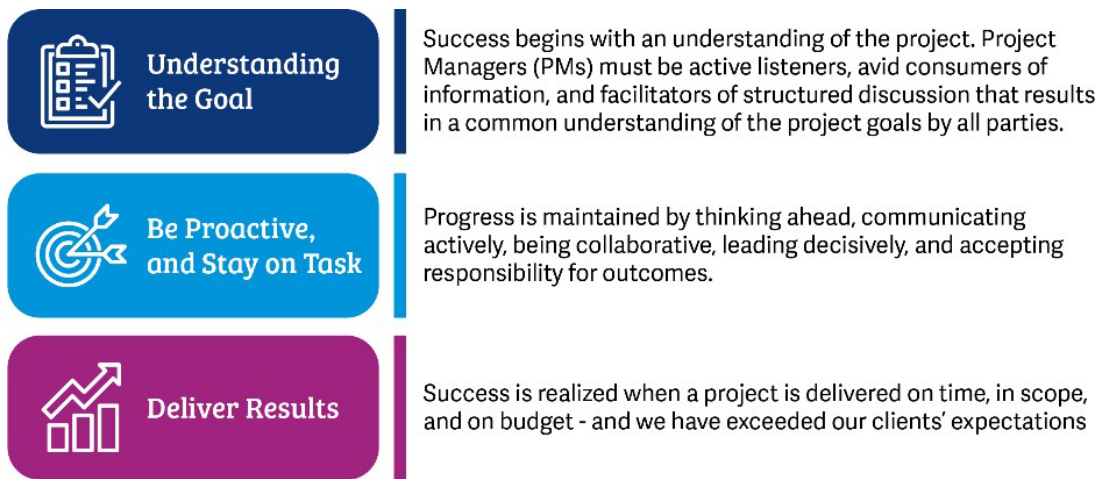 Understanding
the Goal
Success begins with an understanding of the project. Project
Managers (PMs) must be active listeners, avid consumers of
information, and facilitators of structured discussion that results
in a common understanding of the project goals by all parties.
Be Proactive,
and Stay on Task
Progress is maintained by thinking ahead, communicating
actively, being collaborative, leading decisively, and accepting
responsibility for outcomes.
Deliver Results
Success is realized when a project is delivered on time, in scope,
and on budget - and we have exceeded our clients’ expectations